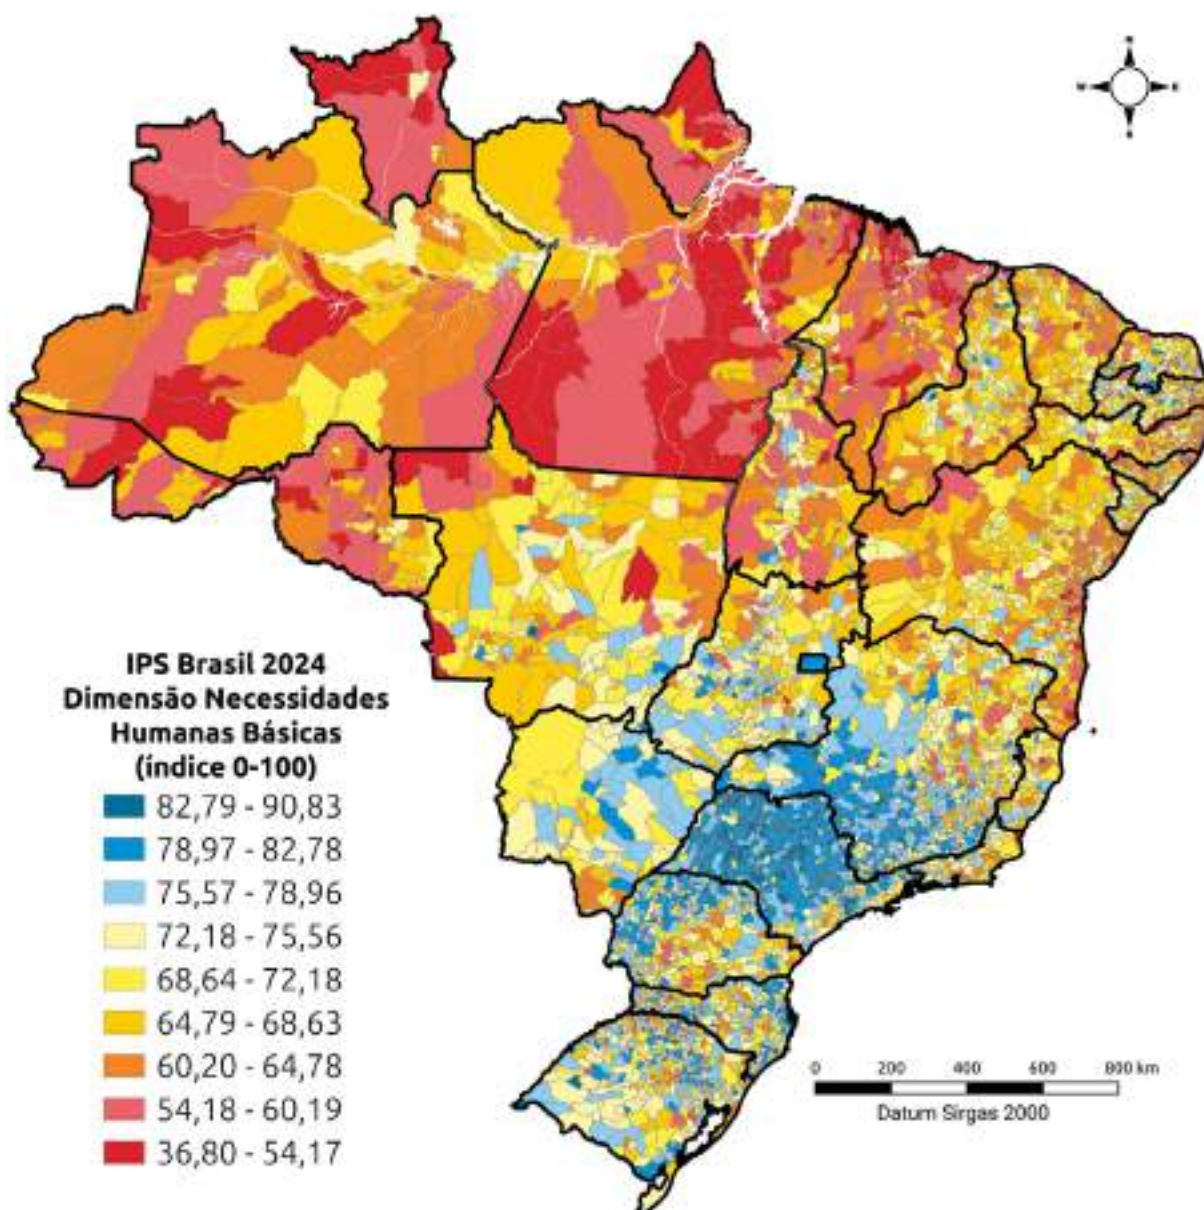 N
W
E
S
IPS Brasil 2024
Dimensão Necessidades
Humanas Básicas
(índice 0-100)
82,79 - 90,83
78,97 - 82,78
75,57 - 78,96
72,18 - 75,56
68,64 - 72,18
64,79 - 68,63
60,20 - 64,78
54,18 - 60,19
36,80 - 54,17
0 200 400 600 800 km
Datum Sirgas 2000